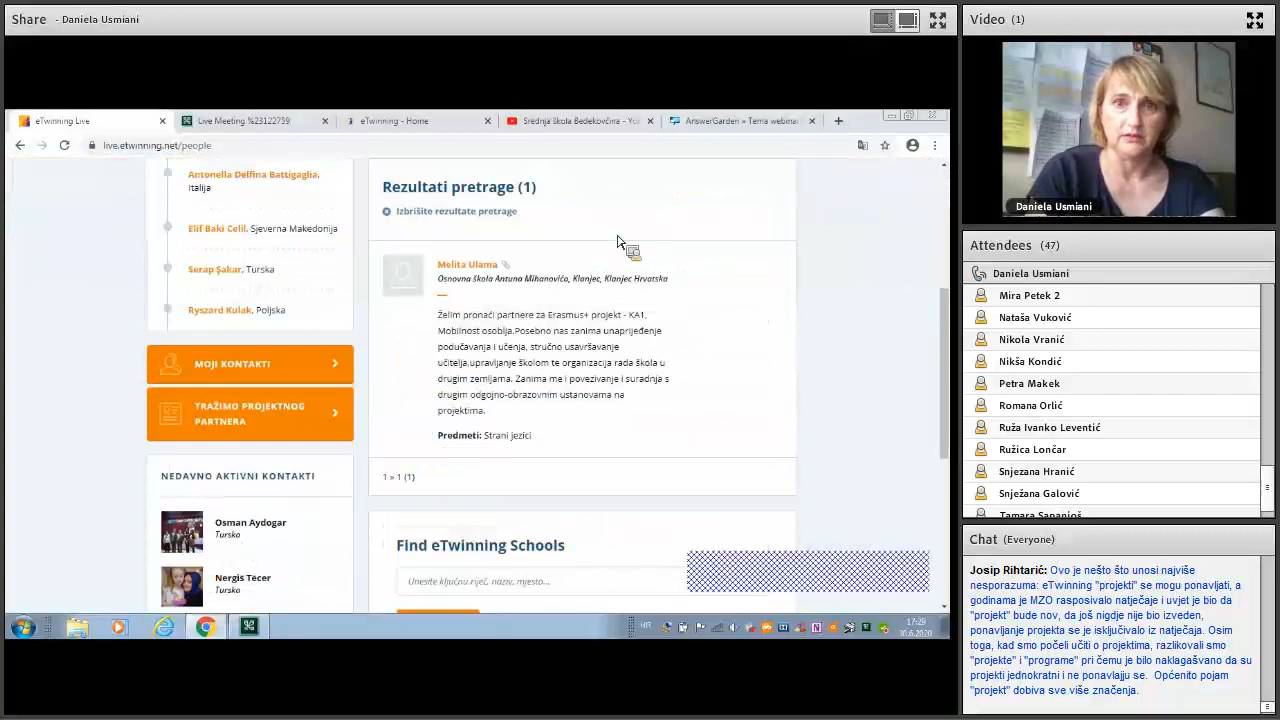 Share - Daniela Usmiani
eTwinning Live
Live Meeting %23122759
eTwinning - Home
Srednja škola Bedekovčina - Yo
AnswerGarden » Tema webinar
live.etwinning.net/people
Antonella Delfina Battigaglia,
Italija
Elif Baki Celil, Sjeverna Makedonija
Serap Şakar, Turska
Ryszard Kulak, Poljska
MOJI KONTAKTI
TRAŽIMO PROJEKTNOG
PARTNERA
NEDAVNO AKTIVNI KONTAKTI
Osman Aydogar
Turska
Nergis Tecer
Turska
Rezultati pretrage (1)
Izbrišite rezultate pretrage
Melita Ulama
Osnovna škola Antuna Mihanovića, Klanjec, Klanjec Hrvatska
Želim pronaći partnere za Erasmus+ projekt - KA1,
Mobilnost osoblja.Posebno nas zanima unaprijeđenje
podučavanja i učenja, stručno usavršavanje
učitelja,upravljanje školom te organizacija rada škola u
drugim zemljama. Zanima me i povezivanje i suradnja s
drugim odgojno-obrazovnim ustanovama na
projektima.
Predmeti: Strani jezici
1 » 1 (1)
Find eTwinning Schools
Unesite ključnu riječ, naziv, mjesto...
HR
17:29
30.6.2020.
Video (1)
Daniela Usmiani
Attendees (47)
Daniela Usmiani
Mira Petek 2
Nataša Vuković
Nikola Vranić
Nikša Kondić
Petra Makek
Romana Orlić
Ruža Ivanko Leventić
Ružica Lončar
Snjezana Hranić
Snježana Galović
Chat (Everyone)
Josip Rihtarić: Ovo je nešto što unosi najviše
nesporazuma: eTwinning "projekti" se mogu ponavljati, a
godinama je MZO rasposivalo natječaje i uvjet je bio da
"projekt" bude nov, da još nigdje nije bio izveden,
ponavljanje projekta se je isključivalo iz natječaja. Osim
toga, kad smo počeli učiti o projektima, razlikovali smo
"projekte" i "programe" pri čemu je bilo naklagašvano da su
projekti jednokratni i ne ponavlajju se. Općenito pojam
"projekt" dobiva sve više značenja.